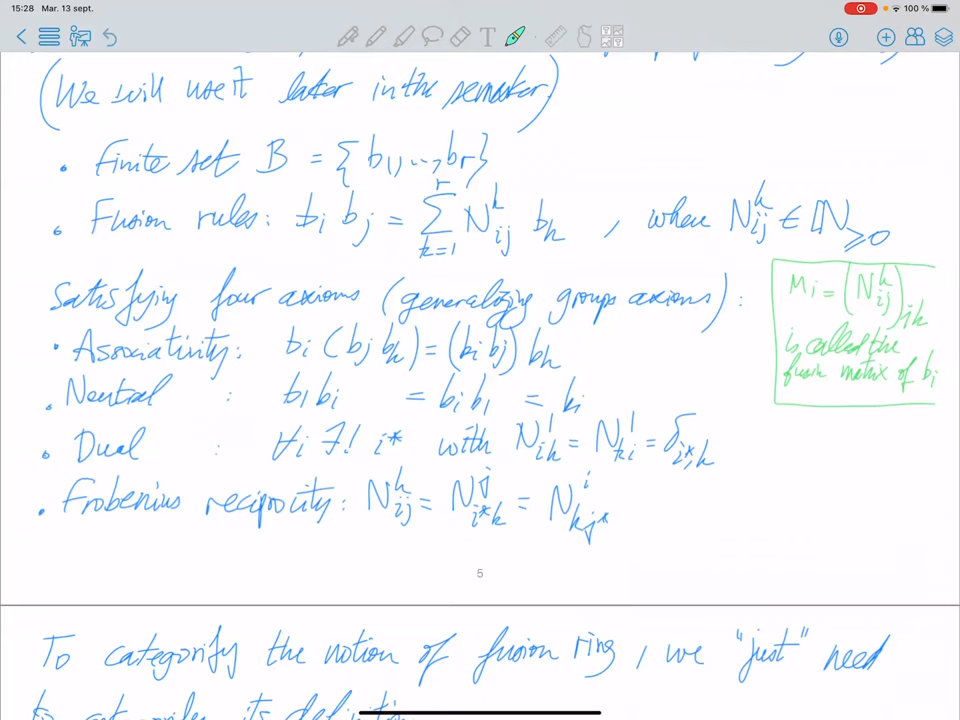 15:28 Mar. 13 sept.
100 %
(We will use it later in the semester)
• Finite set B = {b1,..., br}
• Fusion rules: bi bj = Σ_{k=1}^{r} N_{ij}^{k} bk , where N_{ij}^{k} ∈ ℕ≥0
Satisfying four axioms (generalizing groups axioms) :
• Associativity: bi (bj bk) = (bi bj) bk
• Neutral : b1 bi = bi b1 = bi
• Dual : ∀i ∃! i* with N_{ik}^{1} = N_{ki}^{1} = δ_{i*,k}
• Frobenius reciprocity: N_{ij}^{k} = N_{i*k}^{j} = N_{kj*}^{i}
Mi = (N_{ij}^{k})_{j,k}
is called the
fusion matrix of bi
5
To categorify the notion of fusion ring, we "just" need
its definition